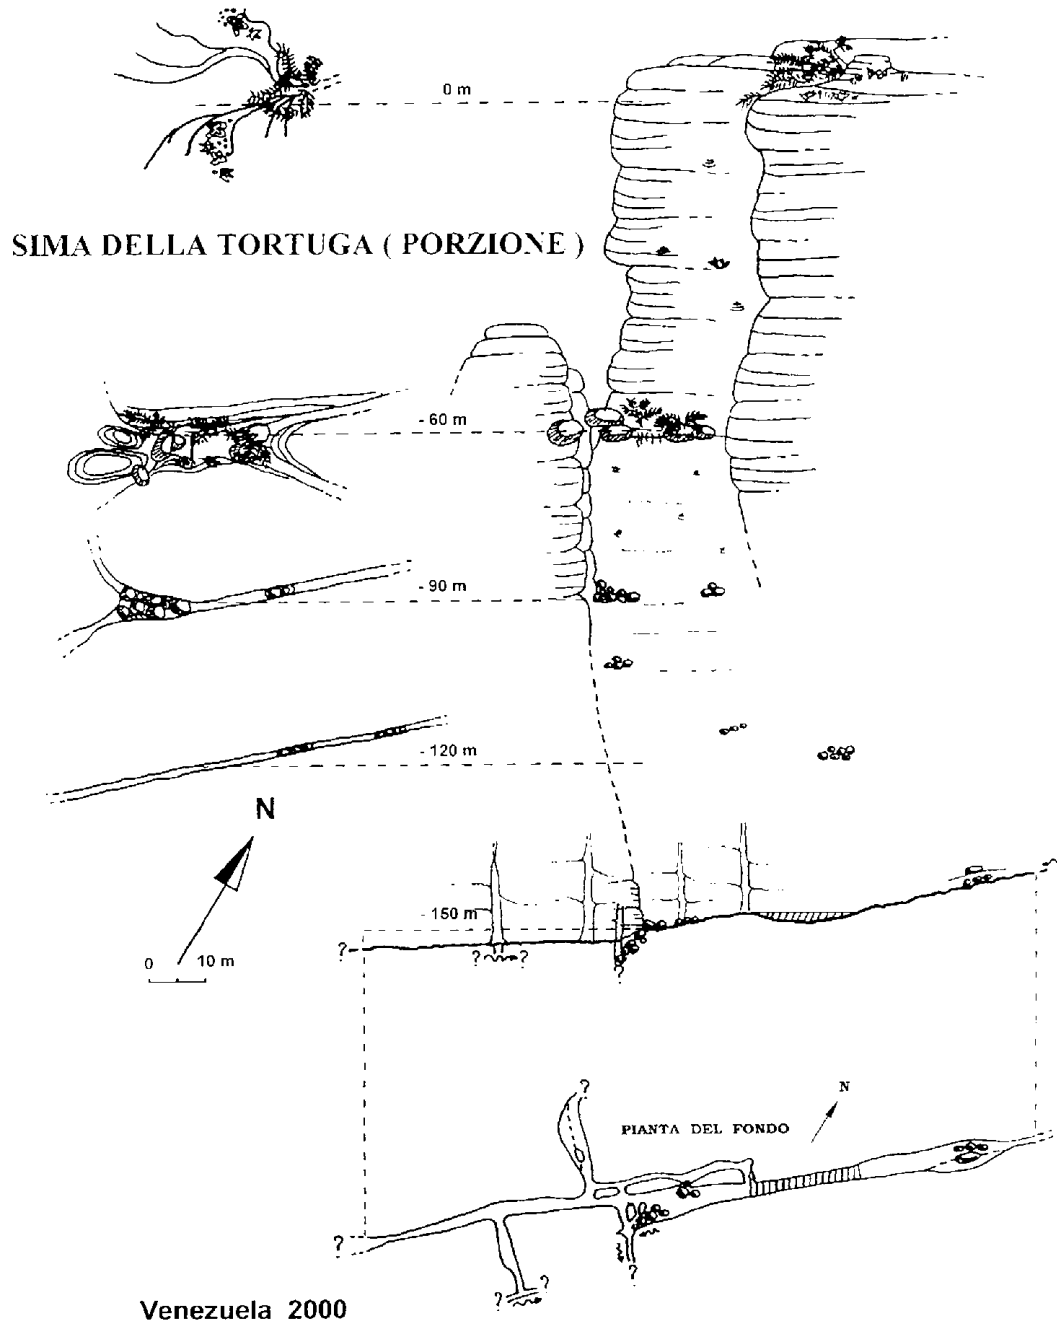 0 m
SIMA DELLA TORTUGA ( PORZIONE )
- 60 m
- 90 m
- 120 m
N
- 150 m
?
?
?
?
0 10 m
?
N
PIANTA DEL FONDO
?
?
?
?
Venezuela 2000